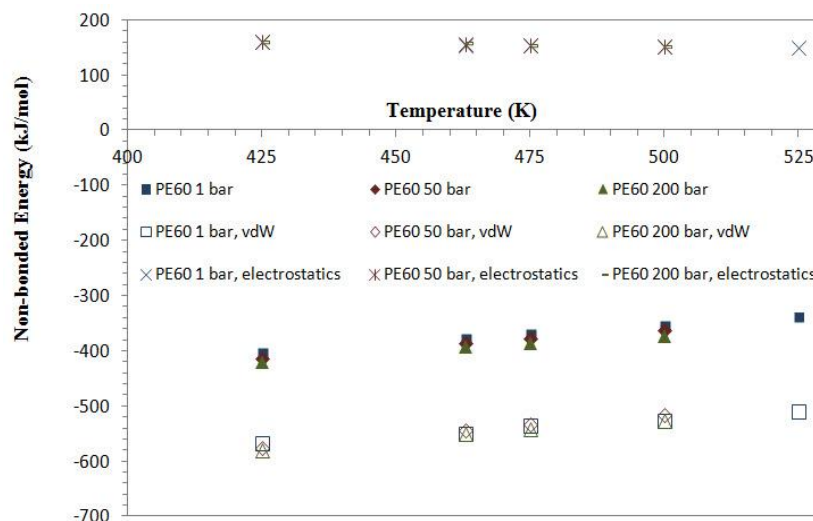 Non-bonded Energy (kJ/mol)
200
100
0
-100
-200
-300
-400
-500
-600
-700
Temperature (K)
400 425 450 475 500 525
PE60 1 bar PE60 50 bar PE60 200 bar
PE60 1 bar, vdW PE60 50 bar, vdW PE60 200 bar, vdW
PE60 1 bar, electrostatics PE60 50 bar, electrostatics PE60 200 bar, electrostatics